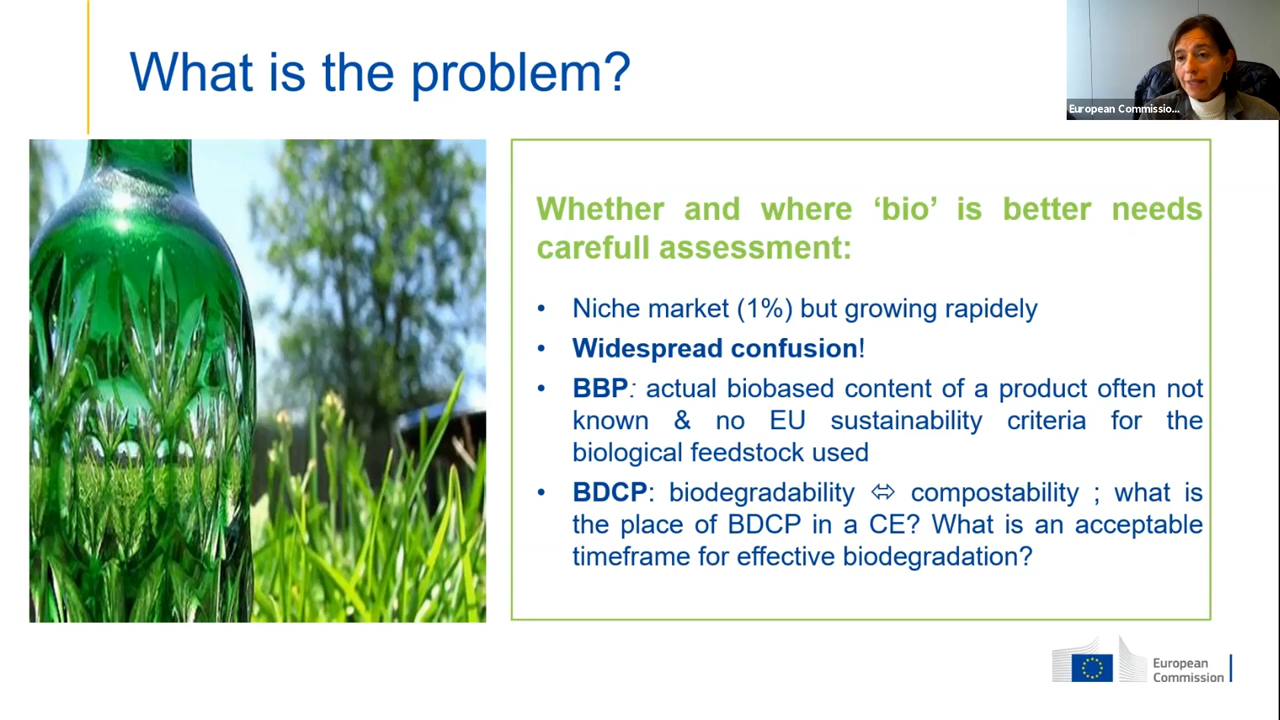 What is the problem?
European Commissio...
Whether and where ‘bio’ is better needs
carefull assessment:
• Niche market (1%) but growing rapidely
• Widespread confusion!
• BBP: actual biobased content of a product often not
known & no EU sustainability criteria for the
biological feedstock used
• BDCP: biodegradability ⬄ compostability ; what is
the place of BDCP in a CE? What is an acceptable
timeframe for effective biodegradation?
European
Commission